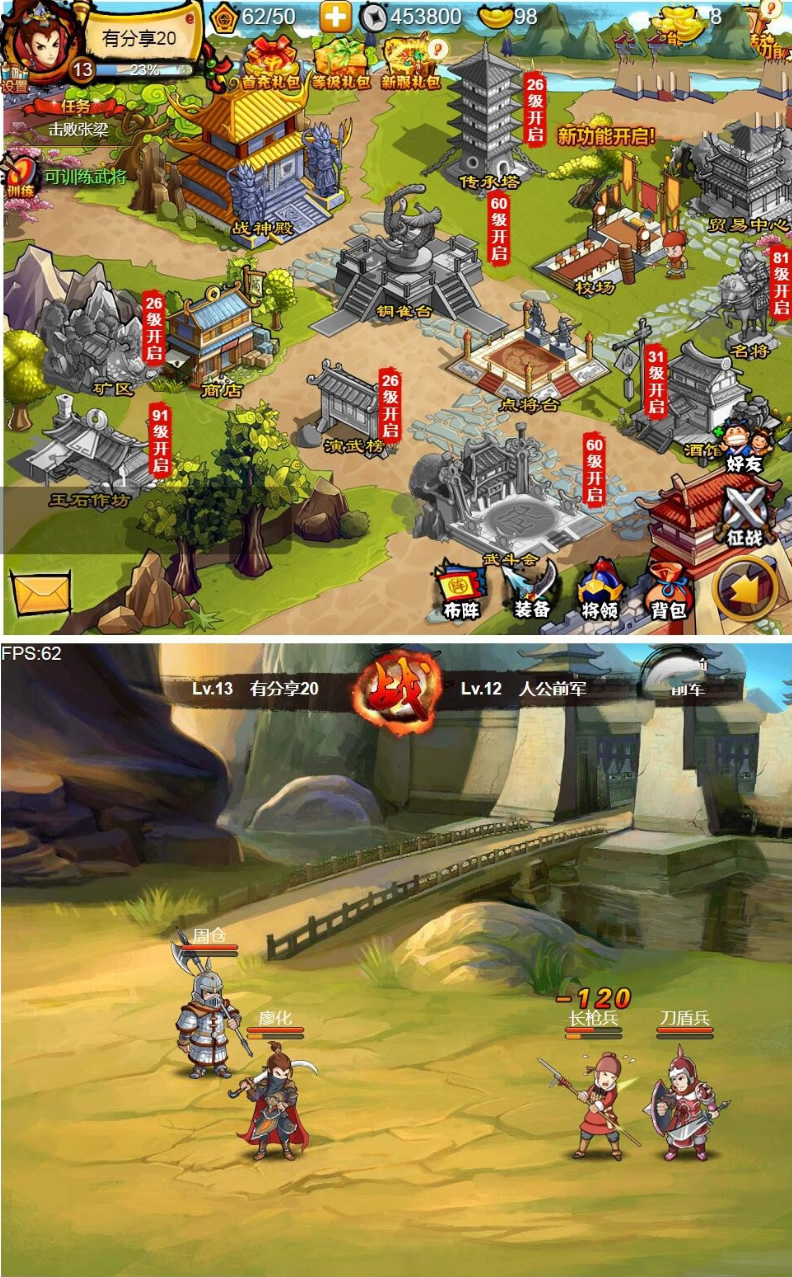 有分享20
62/50
453800
98
8
13
23%
设置
首充礼包
等级礼包
新服礼包
任务
击败张梁
训练
可训练武将
26级开启
新功能开启!
传承塔
战神殿
60级开启
贸易中心
校场
81级开启
铜雀台
名将
26级开启
矿区
商店
点将台
31级开启
26级开启
演武榜
91级开启
酒馆
好友
60级开启
玉石作坊
征战
武斗会
布阵
装备
将领
背包
FPS:62
Lv.13 有分享20
战
Lv.12 人公前军
前军
周仓
廖化
-120
长枪兵
刀盾兵